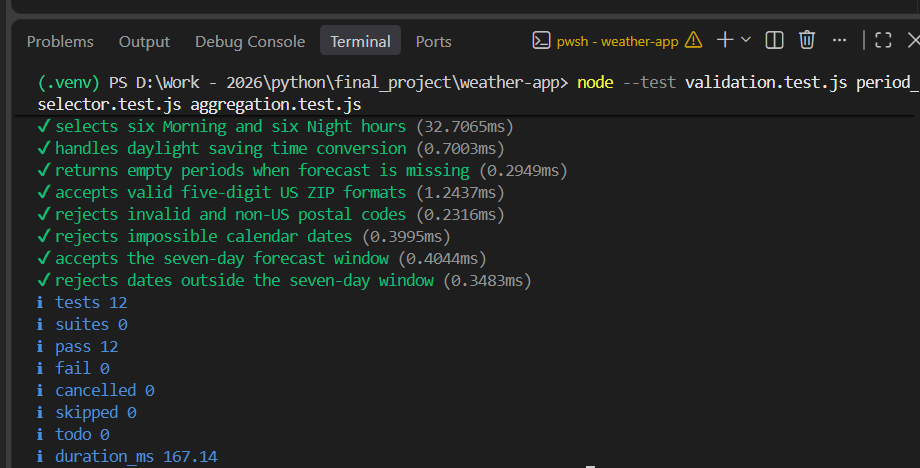 Problems Output Debug Console Terminal Ports pwsh - weather-app
(.venv) PS D:\Work - 2026\python\final_project\weather-app> node --test validation.test.js period_
selector.test.js aggregation.test.js
✔ selects six Morning and six Night hours (32.7065ms)
✔ handles daylight saving time conversion (0.7003ms)
✔ returns empty periods when forecast is missing (0.2949ms)
✔ accepts valid five-digit US ZIP formats (1.2437ms)
✔ rejects invalid and non-US postal codes (0.2316ms)
✔ rejects impossible calendar dates (0.3995ms)
✔ accepts the seven-day forecast window (0.4044ms)
✔ rejects dates outside the seven-day window (0.3483ms)
ℹ tests 12
ℹ suites 0
ℹ pass 12
ℹ fail 0
ℹ cancelled 0
ℹ skipped 0
ℹ todo 0
ℹ duration_ms 167.14